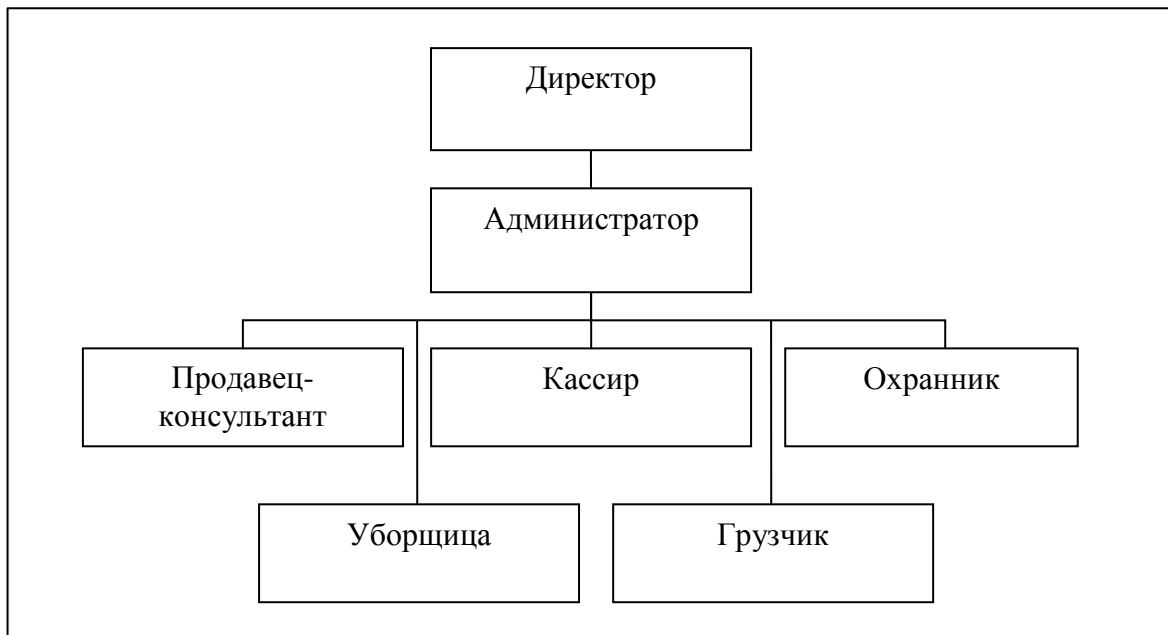 Директор
Администратор
Продавец-
консультант
Кассир
Охранник
Уборщица
Грузчик